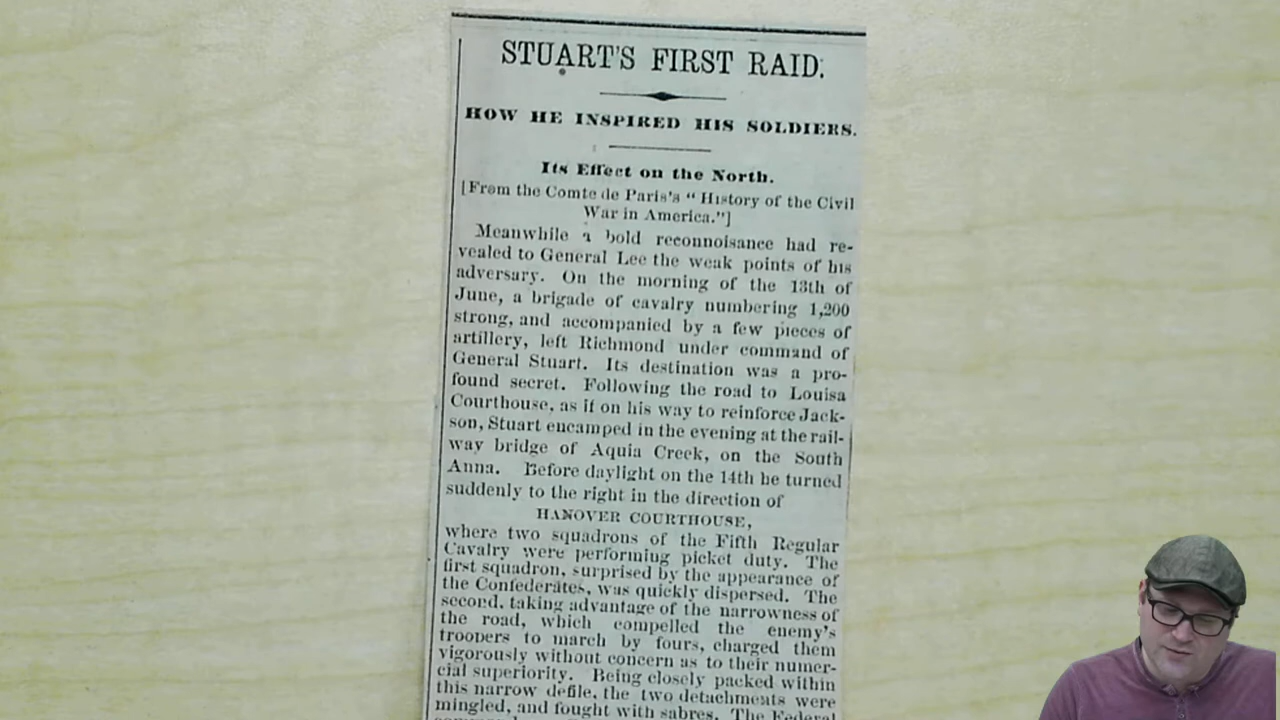 STUART'S FIRST RAID.
HOW HE INSPIRED HIS SOLDIERS.
Its Effect on the North.
[From the Comte de Paris's "History of the Civil
War in America."]
Meanwhile a bold reconnoisance had re-
vealed to General Lee the weak points of his
adversary. On the morning of the 13th of
June, a brigade of cavalry numbering 1,200
strong, and accompanied by a few pieces of
artillery, left Richmond under command of
General Stuart. Its destination was a pro-
found secret. Following the road to Louisa
Courthouse, as if on his way to reinforce Jack-
son, Stuart encamped in the evening at the rail-
way bridge of Aquia Creek, on the South
Anna. Before daylight on the 14th he turned
suddenly to the right in the direction of
HANOVER COURTHOUSE,
where two squadrons of the Fifth Regular
Cavalry were performing picket duty. The
first squadron, surprised by the appearance of
the Confederates, was quickly dispersed. The
second, taking advantage of the narrowness of
the road, which compelled the enemy's
troopers to march by fours, charged them
vigorously without concern as to their numer-
cial superiority. Being closely packed within
this narrow defile, the two detachments were
mingled, and fought with sabres. The Federal